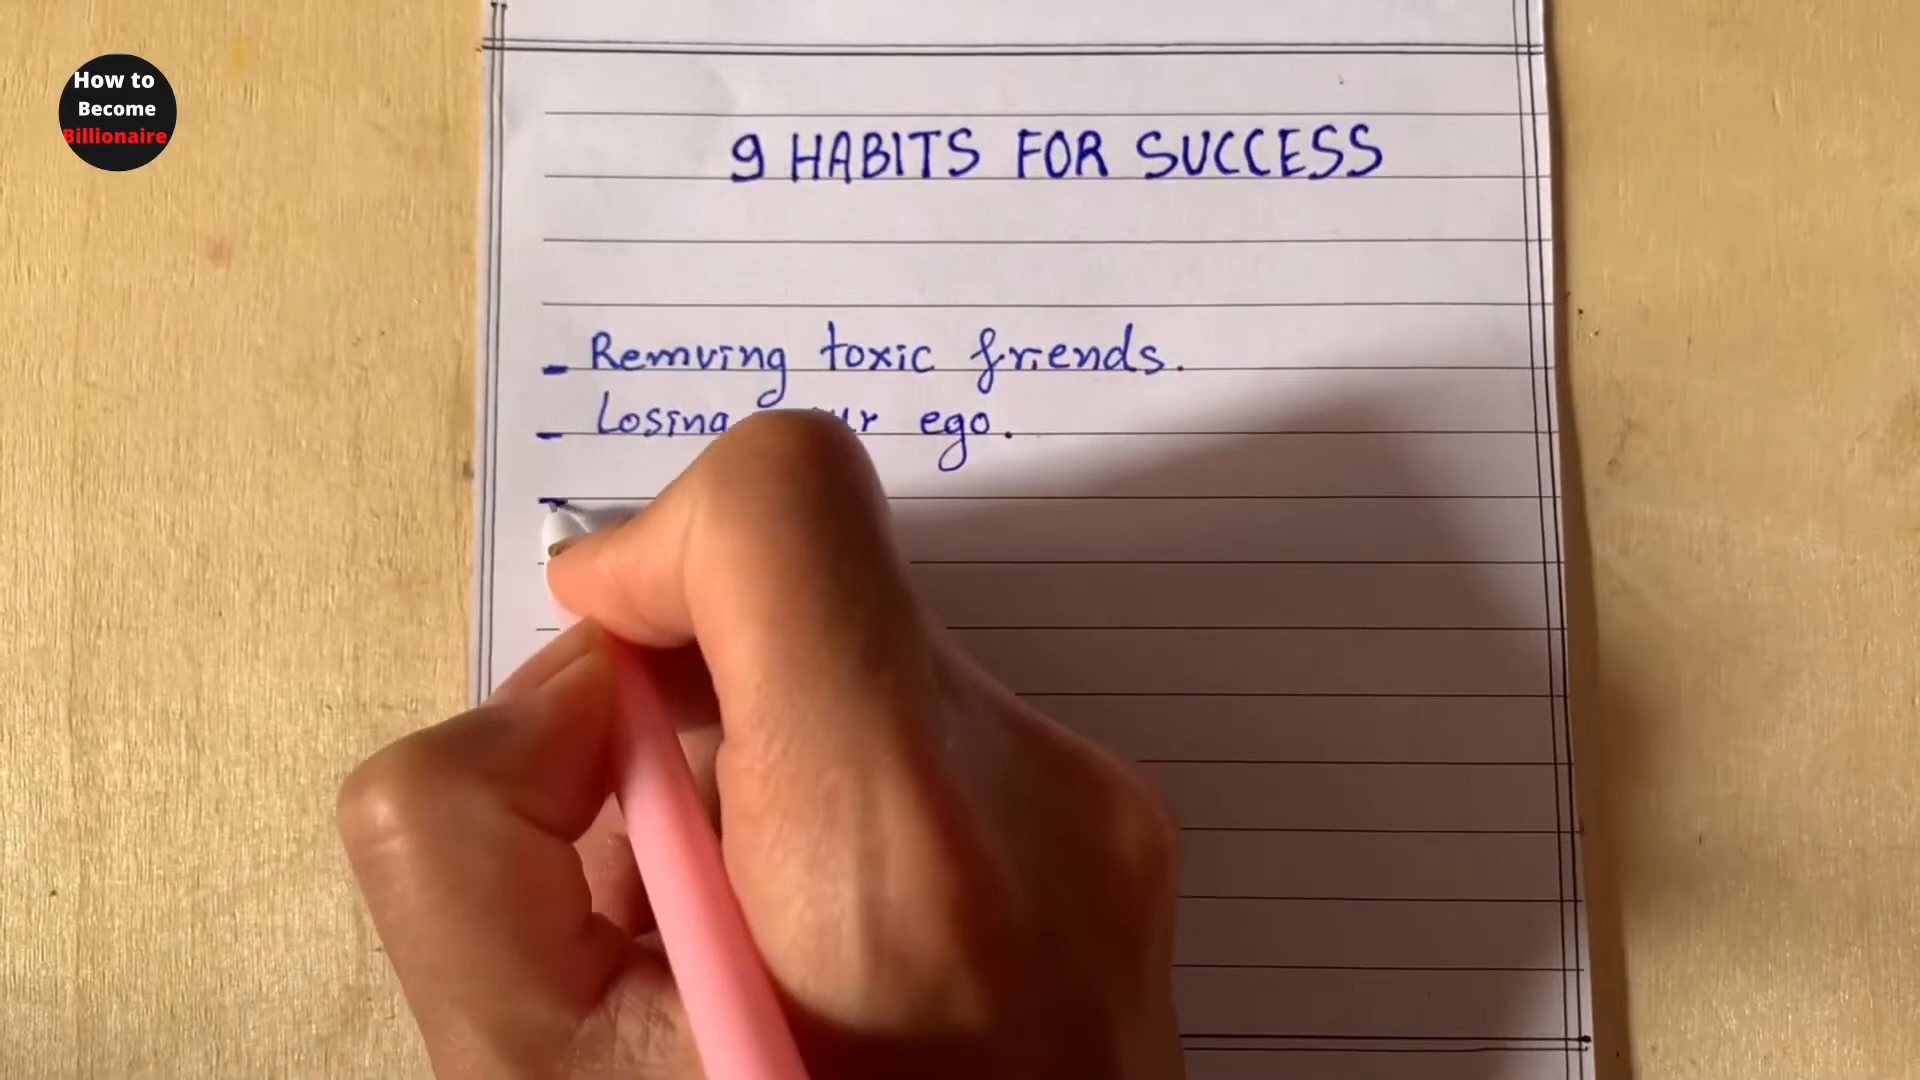 How to
Become
Billionaire
9 HABITS FOR SUCCESS
- Remving toxic friends.
- Losing ego.
-